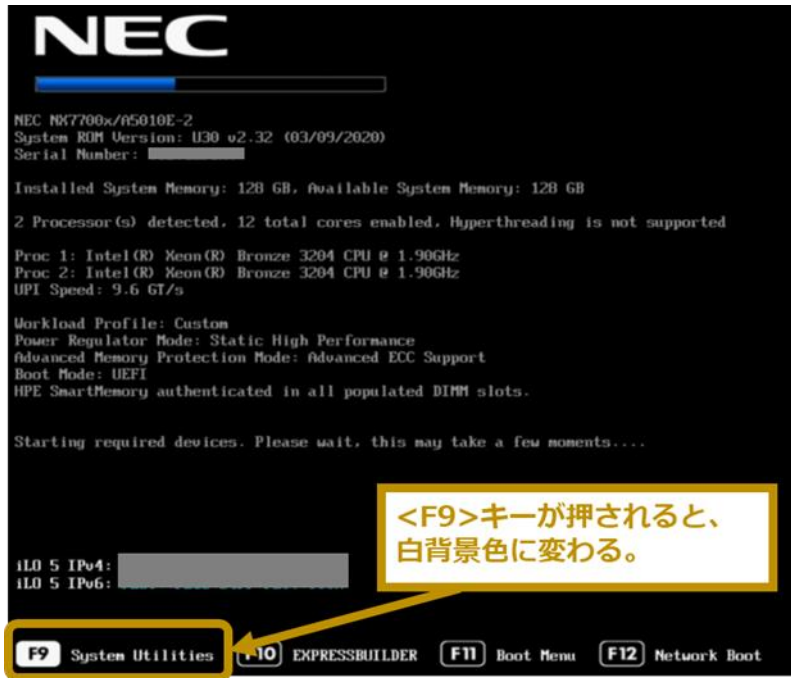 NEC
NEC NX7700x/A5010E-2
System ROM Version: U30 v2.32 (03/09/2020)
Serial Number:
Installed System Memory: 128 GB, Available System Memory: 128 GB
2 Processor(s) detected, 12 total cores enabled, Hyperthreading is not supported
Proc 1: Intel(R) Xeon(R) Bronze 3204 CPU @ 1.90GHz
Proc 2: Intel(R) Xeon(R) Bronze 3204 CPU @ 1.90GHz
UPI Speed: 9.6 GT/s
Workload Profile: Custom
Power Regulator Mode: Static High Performance
Advanced Memory Protection Mode: Advanced ECC Support
Boot Mode: UEFI
HPE SmartMemory authenticated in all populated DIMM slots.
Starting required devices. Please wait, this may take a few moments....
<F9>キーが押されると、
白背景色に変わる。
iLO 5 IPv4:
iLO 5 IPv6:
F9 System Utilities F10 EXPRESSBUILDER F11 Boot Menu F12 Network Boot